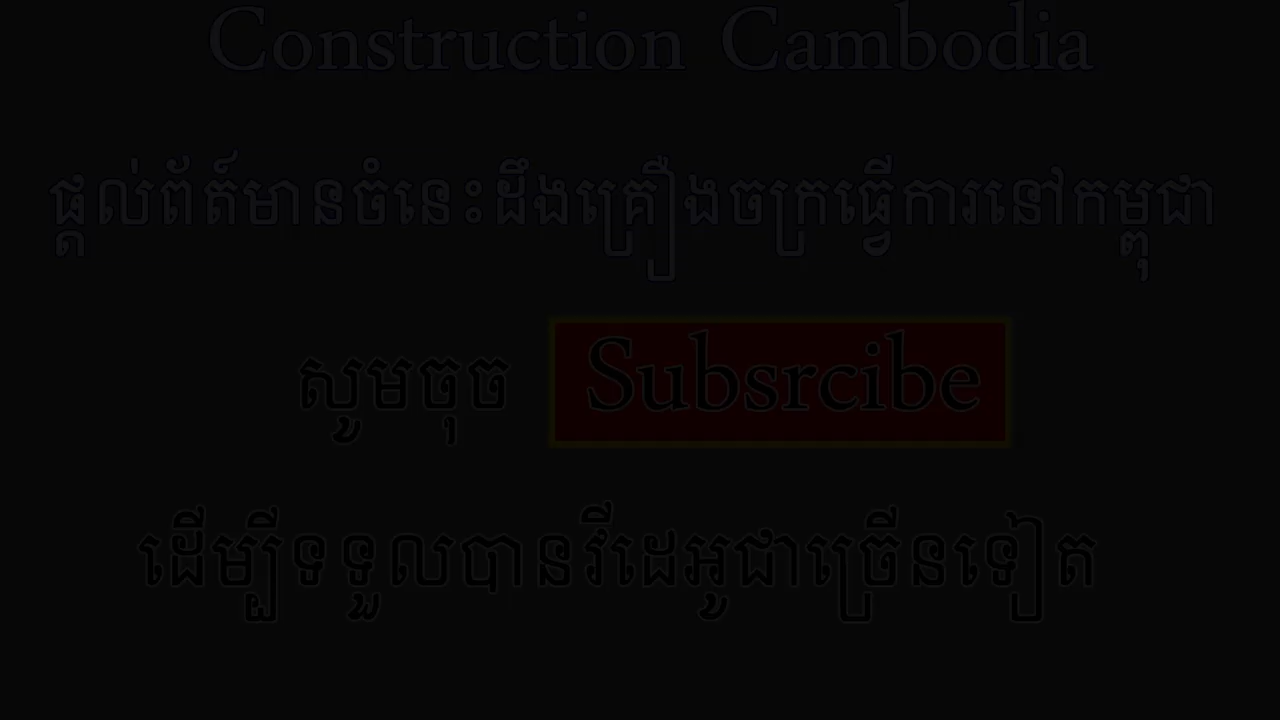 Construction Cambodia
ផ្តល់ព័ត៍មានចំនេះដឹងគ្រឿងចក្រធ្វើការនៅកម្ពុជា
សូមចុច Subsrcibe
ដើម្បីទទួលបានវីដេអូជាច្រើនទៀត